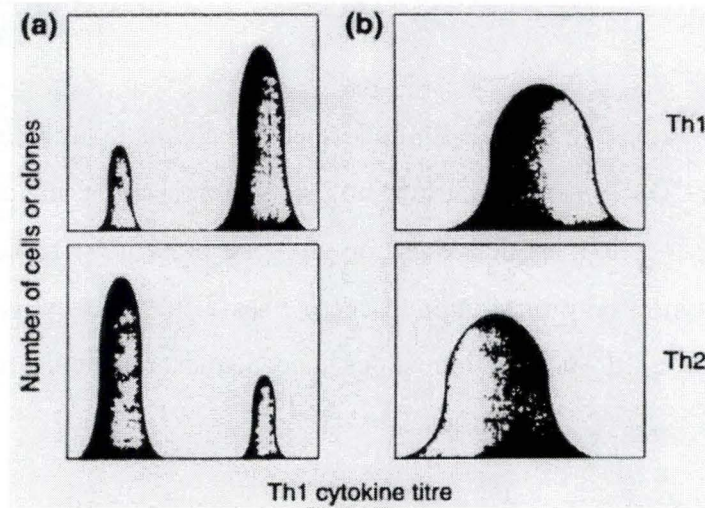 (a)
(b)
Number of cells or clones
Th1
Th2
Th1 cytokine titre